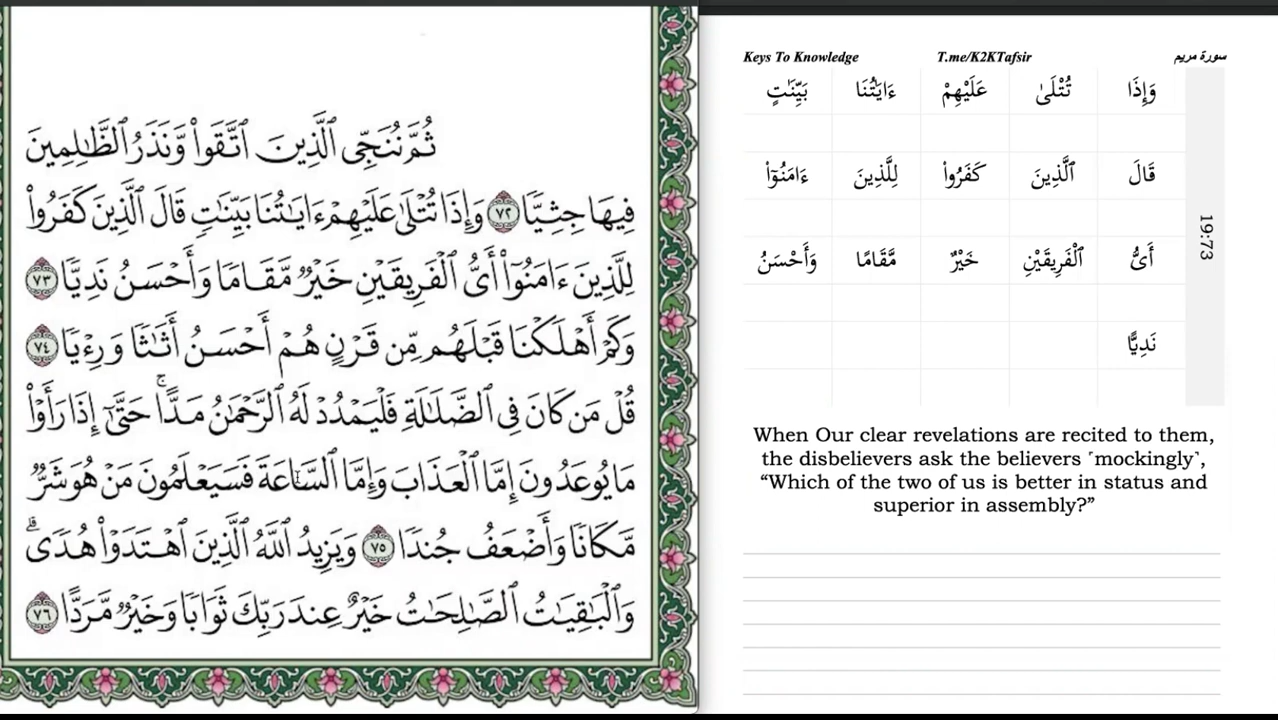 ثُمَّ نُنَجِّى ٱلَّذِينَ ٱتَّقَوا۟ وَّنَذَرُ ٱلظَّـٰلِمِينَ
فِيهَا جِثِيًّا ٧٢ وَإِذَا تُتْلَىٰ عَلَيْهِمْ ءَايَـٰتُنَا بَيِّنَـٰتٍ قَالَ ٱلَّذِينَ كَفَرُوا۟
لِلَّذِينَ ءَامَنُوٓا۟ أَىُّ ٱلْفَرِيقَيْنِ خَيْرٌ مَّقَامًا وَأَحْسَنُ نَدِيًّا ٧٣
وَكَمْ أَهْلَكْنَا قَبْلَهُم مِّن قَرْنٍ هُمْ أَحْسَنُ أَثَـٰثًا وَرِءْيًا ٧٤
قُلْ مَن كَانَ فِى ٱلضَّلَـٰلَةِ فَلْيَمْدُدْ لَهُ ٱلرَّحْمَـٰنُ مَدًّا ۚ حَتَّىٰٓ إِذَا رَأَوْا۟
مَا يُوعَدُونَ إِمَّا ٱلْعَذَابَ وَإِمَّا ٱلسَّاعَةَ فَسَيَعْلَمُونَ مَنْ هُوَ شَرٌّ
مَّكَانًا وَأَضْعَفُ جُندًا ٧٥ وَيَزِيدُ ٱللَّهُ ٱلَّذِينَ ٱهْتَدَوْا۟ هُدًى ۗ
وَٱلْبَـٰقِيَـٰتُ ٱلصَّـٰلِحَـٰتُ خَيْرٌ عِندَ رَبِّكَ ثَوَابًا وَخَيْرٌ مَّرَدًّا ٧٦
Keys To Knowledge T.me/K2KTafsir سورة مريم
وَإِذَا تُتْلَىٰ عَلَيْهِمْ ءَايَـٰتُنَا بَيِّنَـٰتٍ
قَالَ ٱلَّذِينَ كَفَرُوا۟ لِلَّذِينَ ءَامَنُوٓا۟
أَىُّ ٱلْفَرِيقَيْنِ خَيْرٌ مَّقَامًا وَأَحْسَنُ
نَدِيًّا
19:73
When Our clear revelations are recited to them,
the disbelievers ask the believers ˹mockingly˺,
“Which of the two of us is better in status and
superior in assembly?”